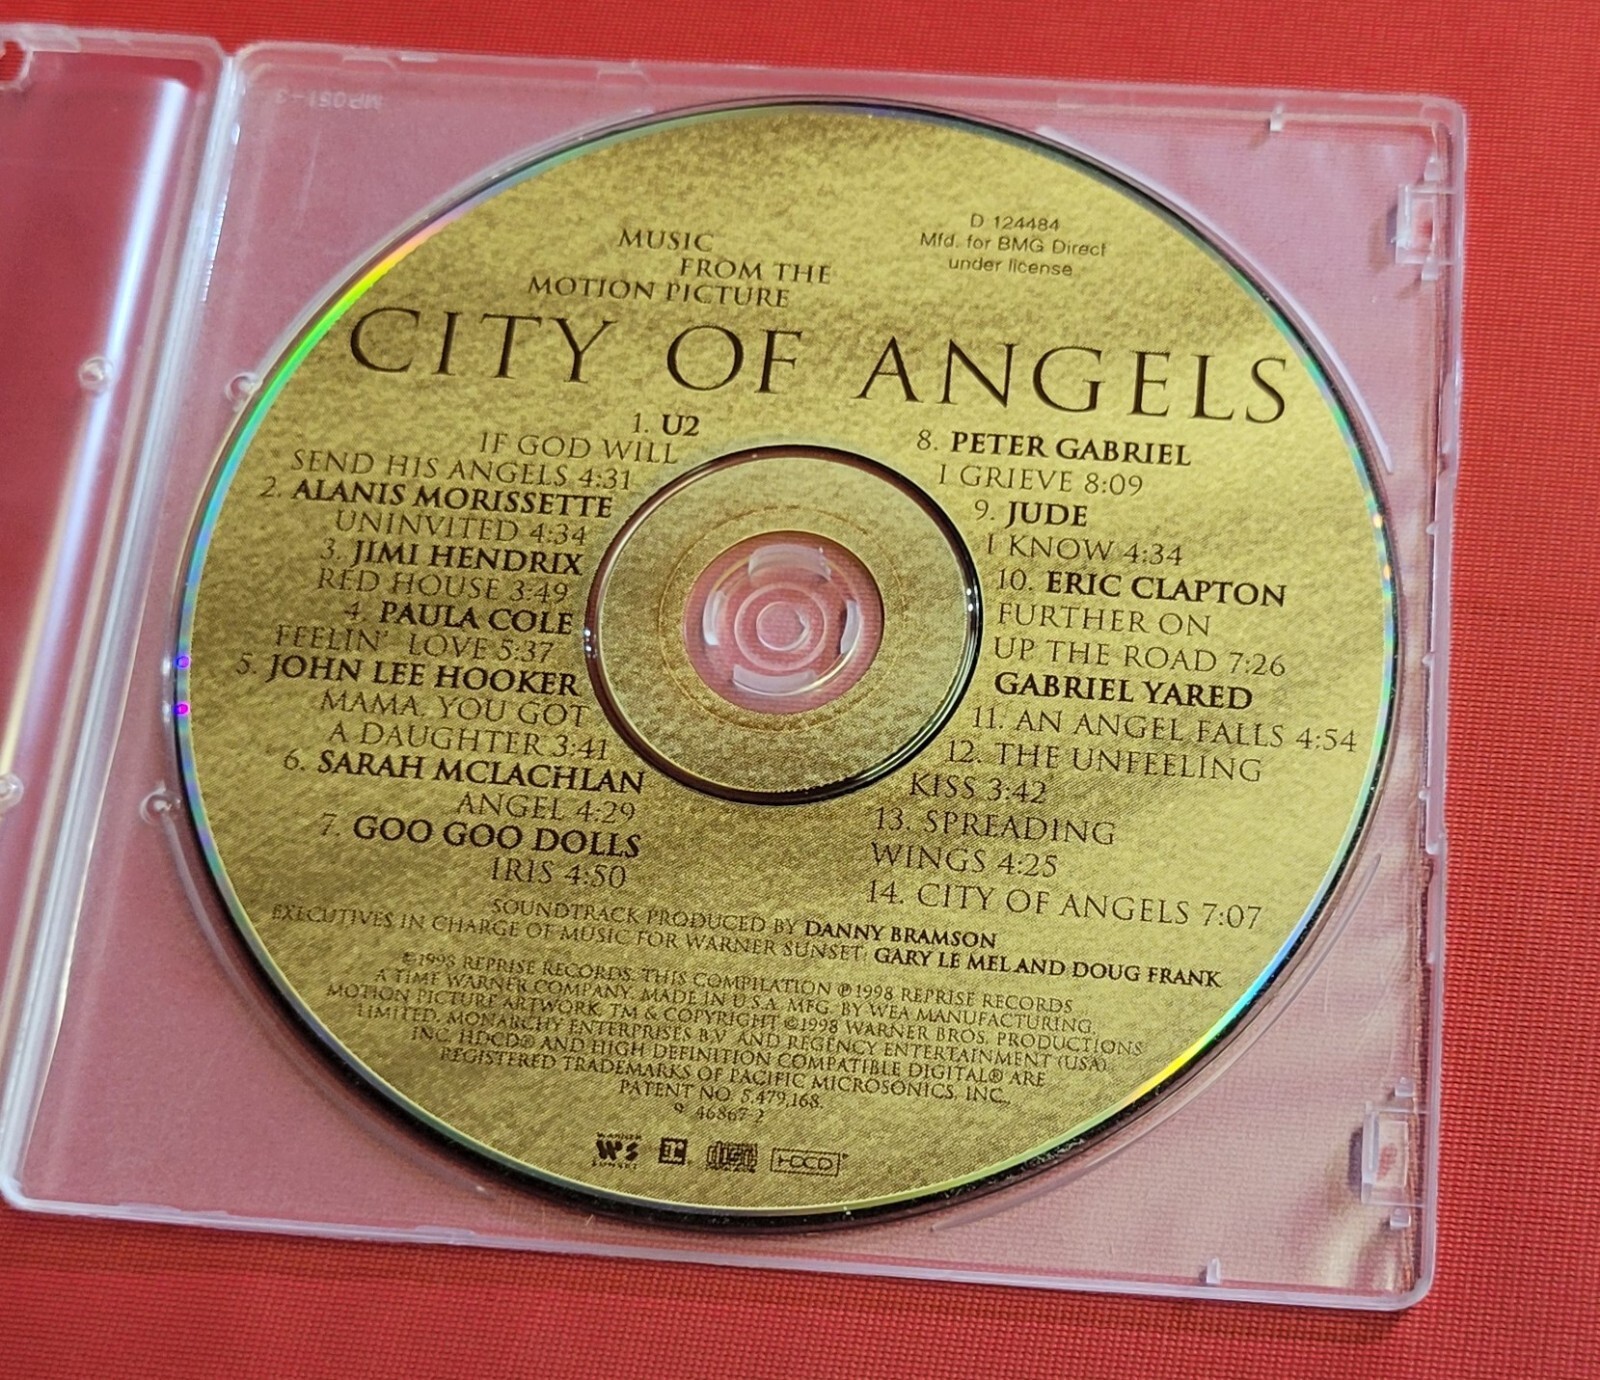 MP051-3
MUSIC
FROM THE
MOTION PICTURE
D 124484
Mfd. for BMG Direct
under license
CITY OF ANGELS
1. U2
IF GOD WILL
SEND HIS ANGELS 4:31
2. ALANIS MORISSETTE
UNINVITED 4:34
3. JIMI HENDRIX
RED HOUSE 3:49
4. PAULA COLE
FEELIN' LOVE 5:37
5. JOHN LEE HOOKER
MAMA, YOU GOT
A DAUGHTER 3:41
6. SARAH MCLACHLAN
ANGEL 4:29
7. GOO GOO DOLLS
IRIS 4:50
8. PETER GABRIEL
I GRIEVE 8:09
9. JUDE
I KNOW 4:34
10. ERIC CLAPTON
FURTHER ON
UP THE ROAD 7:26
GABRIEL YARED
11. AN ANGEL FALLS 4:54
12. THE UNFEELING
KISS 3:42
13. SPREADING
WINGS 4:25
14. CITY OF ANGELS 7:07
SOUNDTRACK PRODUCED BY DANNY BRAMSON
EXECUTIVES IN CHARGE OF MUSIC FOR WARNER SUNSET: GARY LE MEL AND DOUG FRANK
©1998 REPRISE RECORDS. THIS COMPILATION ℗1998 REPRISE RECORDS
A TIME WARNER COMPANY. MADE IN U.S.A. MFG. BY WEA MANUFACTURING.
MOTION PICTURE ARTWORK, TM & COPYRIGHT ©1998 WARNER BROS. PRODUCTIONS
LIMITED, MONARCHY ENTERPRISES B.V. AND REGENCY ENTERTAINMENT (USA)
INC. HDCD® AND HIGH DEFINITION COMPATIBLE DIGITAL® ARE
REGISTERED TRADEMARKS OF PACIFIC MICROSONICS, INC.,
PATENT NO. 5,479,168.
9 46867-2
WARNER
SUNSET
HDCD®